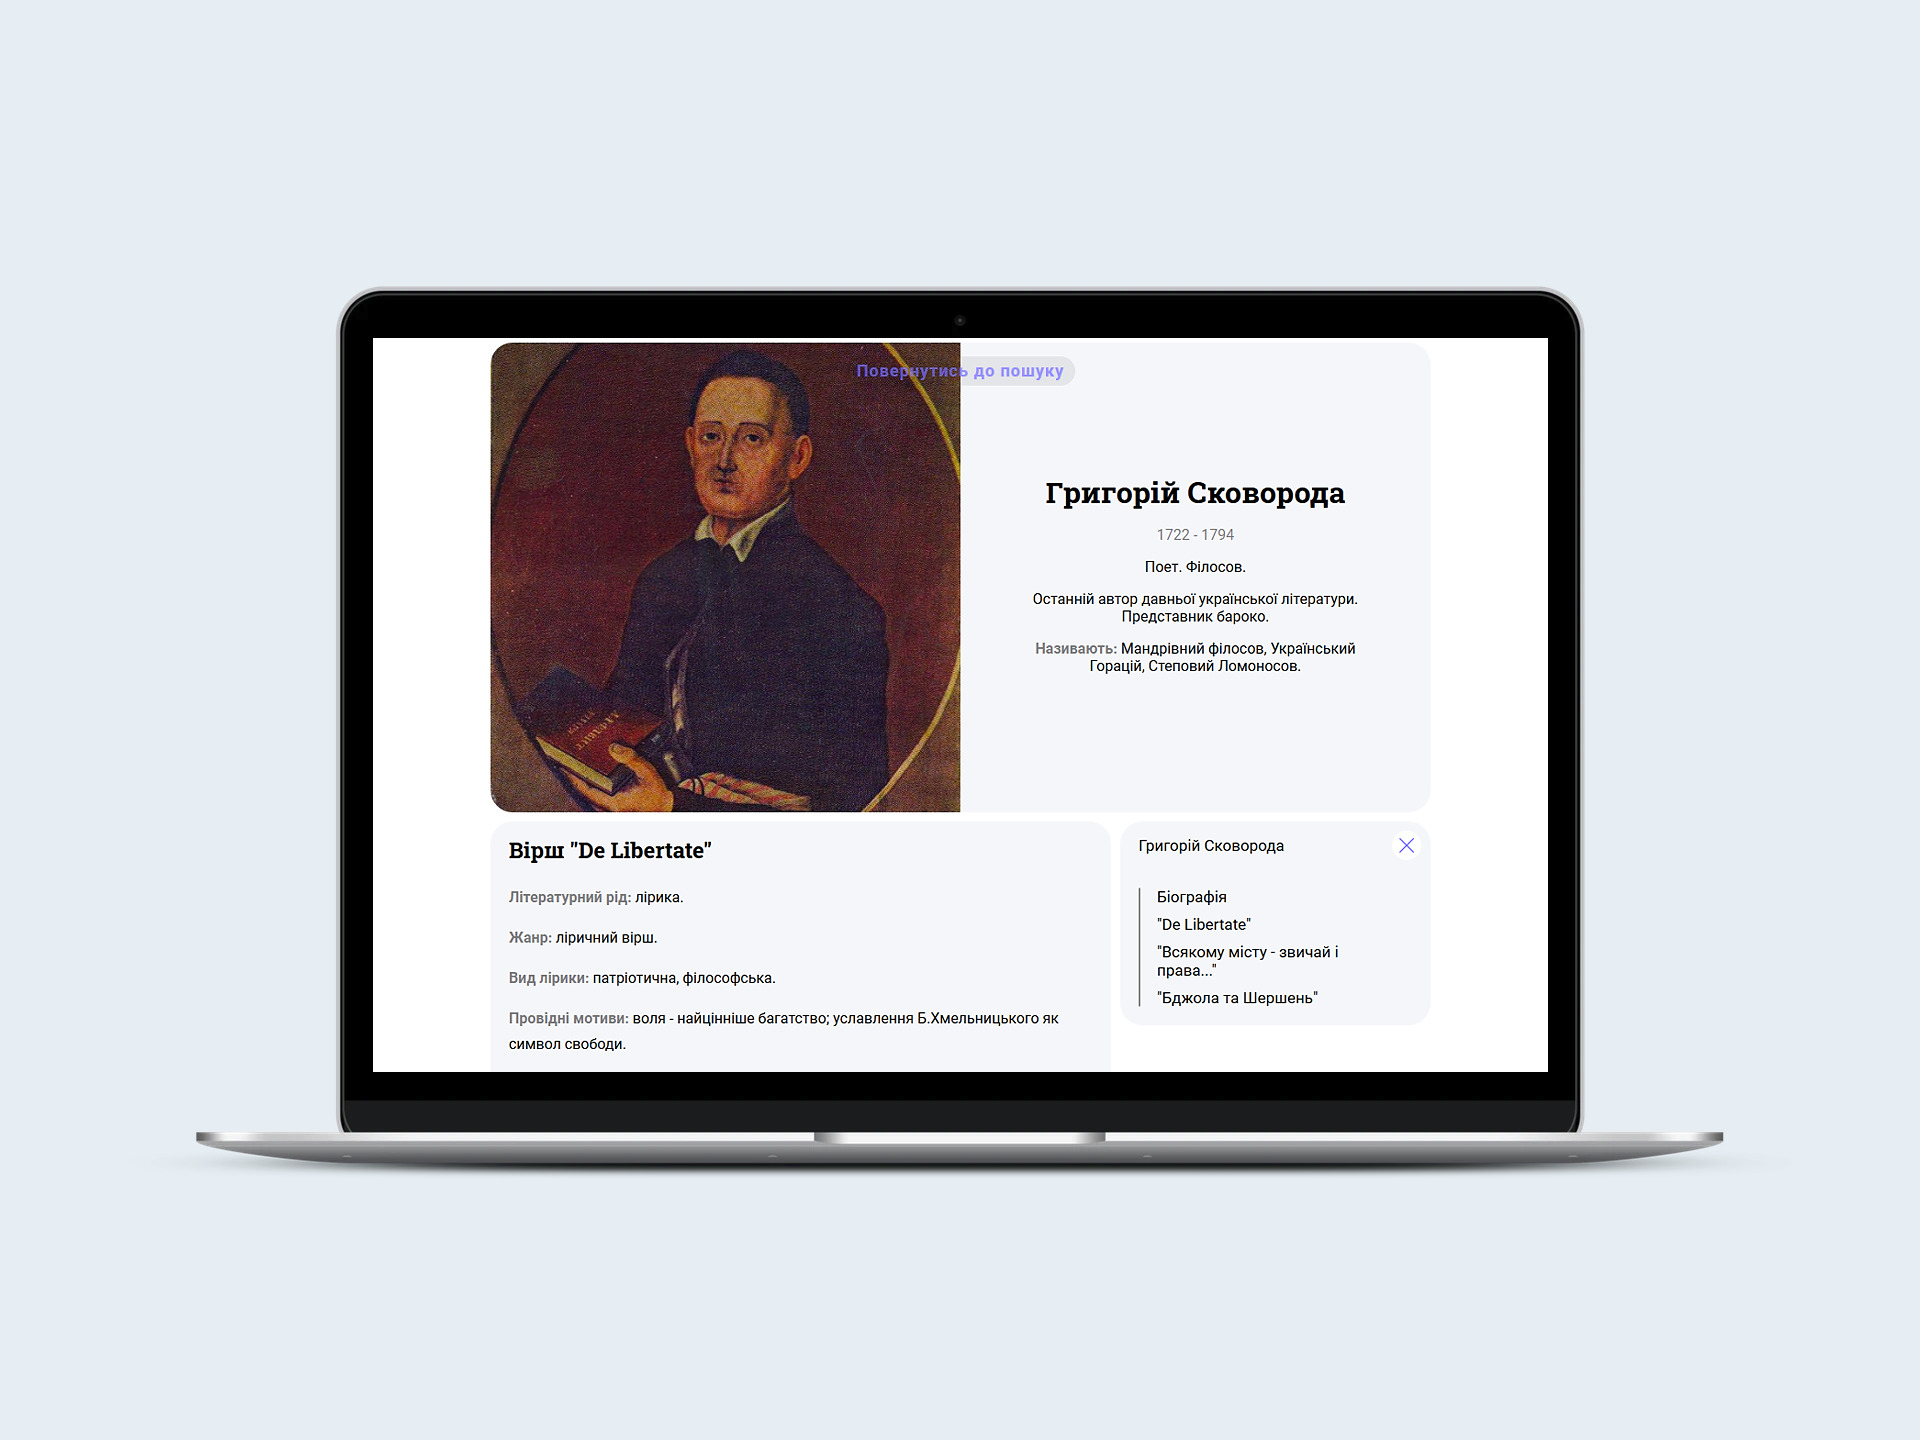 Повернутись до пошуку
Григорій Сковорода
1722 - 1794
Поет. Філосов.
Останній автор давньої української літератури.
Представник бароко.
Називають: Мандрівний філосов, Український
Горацій, Степовий Ломоносов.
Вірш "De Libertate"
Літературний рід: лірика.
Жанр: ліричний вірш.
Вид лірики: патріотична, філософська.
Провідні мотиви: воля - найцінніше багатство; уславлення Б.Хмельницького як
символ свободи.
Григорій Сковорода
Біографія
"De Libertate"
"Всякому місту - звичай і
права..."
"Бджола та Шершень"